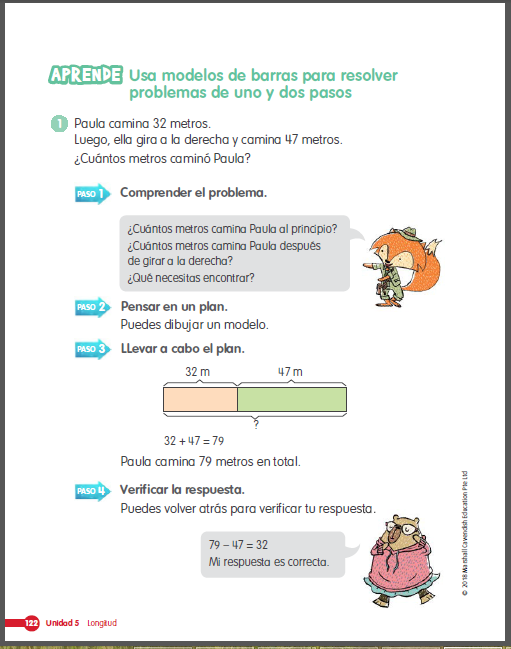 APRENDE Usa modelos de barras para resolver
problemas de uno y dos pasos
1 Paula camina 32 metros.
Luego, ella gira a la derecha y camina 47 metros.
¿Cuántos metros caminó Paula?
PASO 1 Comprender el problema.
¿Cuántos metros camina Paula al principio?
¿Cuántos metros camina Paula después
de girar a la derecha?
¿Qué necesitas encontrar?
PASO 2 Pensar en un plan.
Puedes dibujar un modelo.
PASO 3 LLevar a cabo el plan.
32 m 47 m
?
32 + 47 = 79
Paula camina 79 metros en total.
PASO 4 Verificar la respuesta.
Puedes volver atrás para verificar tu respuesta.
79 – 47 = 32
Mi respuesta es correcta.
© 2018 Marshall Cavendish Education Pte Ltd
122 Unidad 5 Longitud